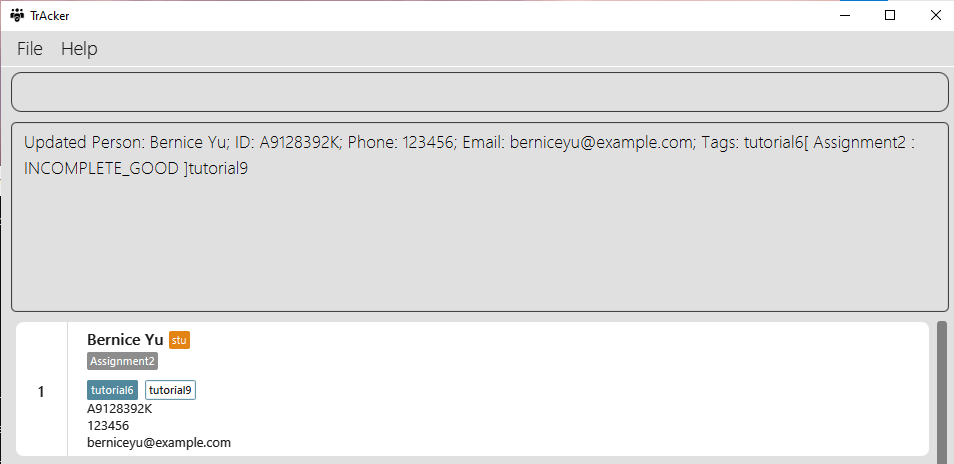 TrAcker
File Help
Updated Person: Bernice Yu; ID: A9128392K; Phone: 123456; Email: berniceyu@example.com; Tags: tutorial6[ Assignment2 :
INCOMPLETE_GOOD ]tutorial9
Bernice Yu stu
Assignment2
1
tutorial6 tutorial9
A9128392K
123456
berniceyu@example.com